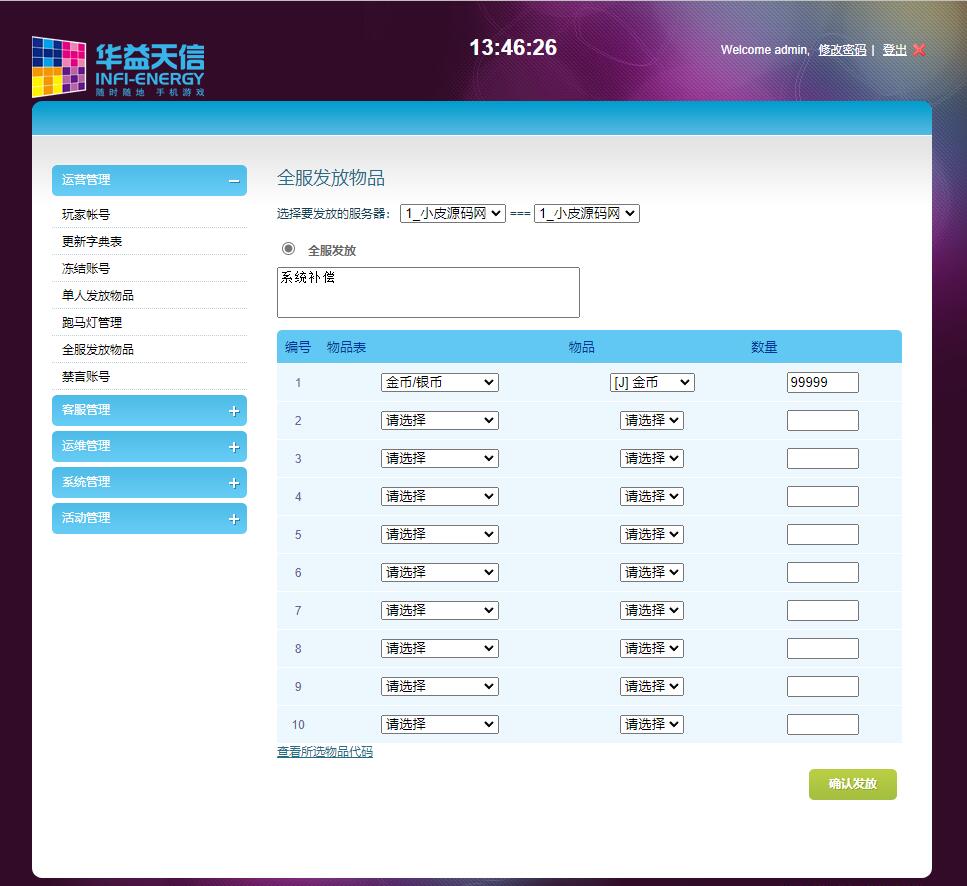 华益天信
INFI-ENERGY
随时随地 手机游戏
13:46:26
Welcome admin, 修改密码 | 登出
运营管理
玩家帐号
更新字典表
冻结账号
单人发放物品
跑马灯管理
全服发放物品
禁言账号
客服管理
运维管理
系统管理
活动管理
全服发放物品
选择要发放的服务器: 1_小皮源码网 === 1_小皮源码网
全服发放
系统补偿
编号 物品表 物品 数量
1 金币/银币 [J] 金币 99999
2 请选择 请选择
3 请选择 请选择
4 请选择 请选择
5 请选择 请选择
6 请选择 请选择
7 请选择 请选择
8 请选择 请选择
9 请选择 请选择
10 请选择 请选择
查看所选物品代码
确认发放